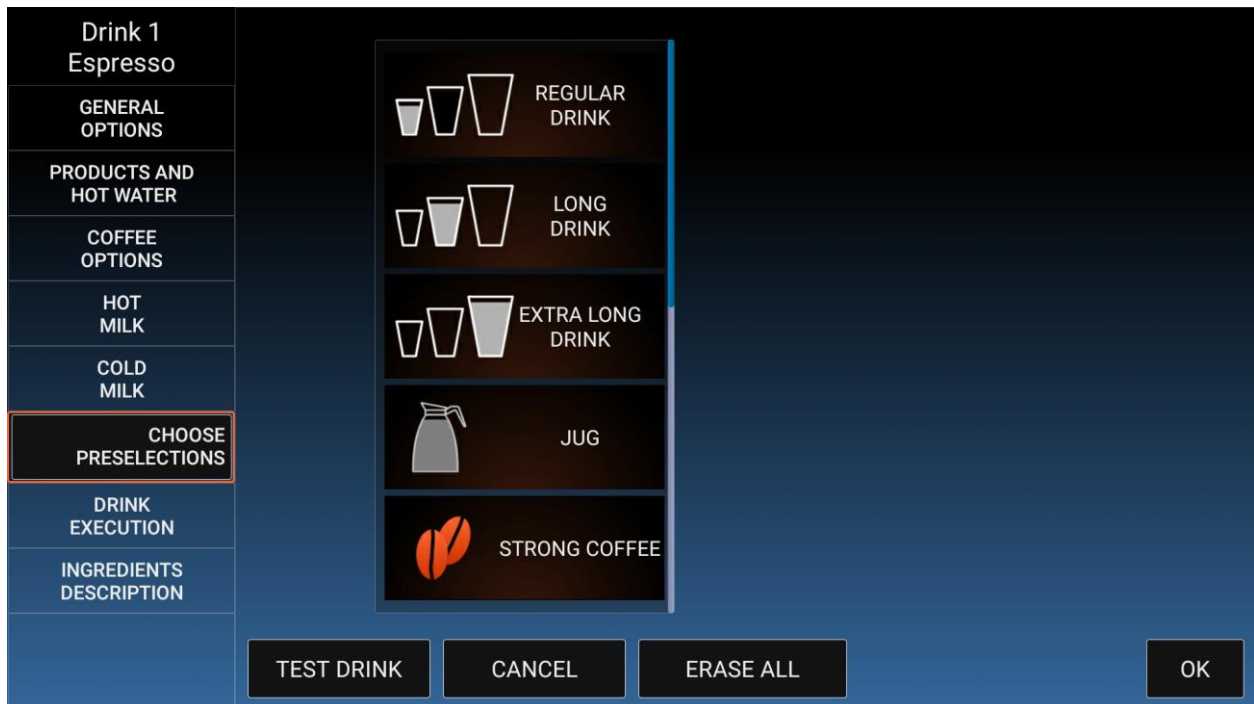 Drink 1
Espresso
GENERAL
OPTIONS
PRODUCTS AND
HOT WATER
COFFEE
OPTIONS
HOT
MILK
COLD
MILK
CHOOSE
PRESELECTIONS
DRINK
EXECUTION
INGREDIENTS
DESCRIPTION
REGULAR
DRINK
LONG
DRINK
EXTRA LONG
DRINK
JUG
STRONG COFFEE
TEST DRINK
CANCEL
ERASE ALL
OK